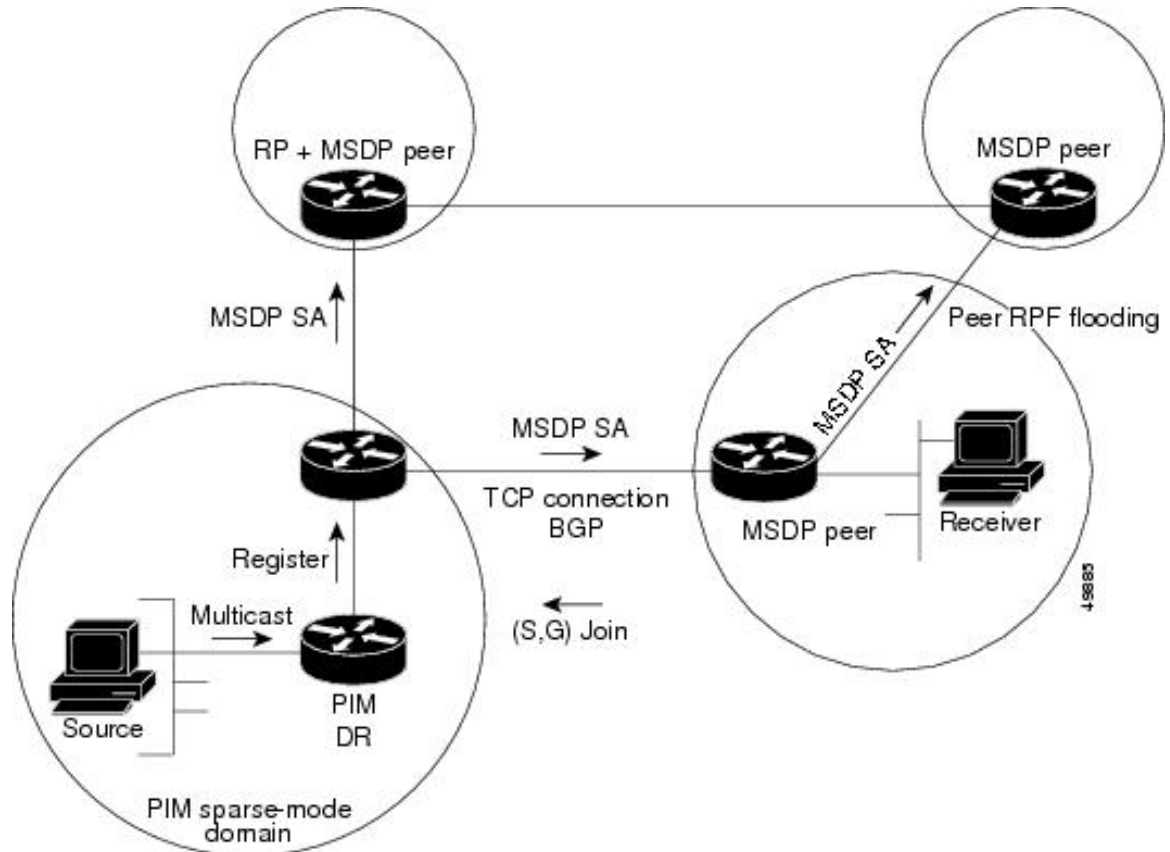 RP + MSDP peer
MSDP peer
MSDP SA
Peer RPF flooding
MSDP SA
MSDP SA
TCP connection
BGP
MSDP peer
Receiver
Register
Multicast
(S,G) Join
Source
PIM
DR
PIM sparse-mode
domain
49885